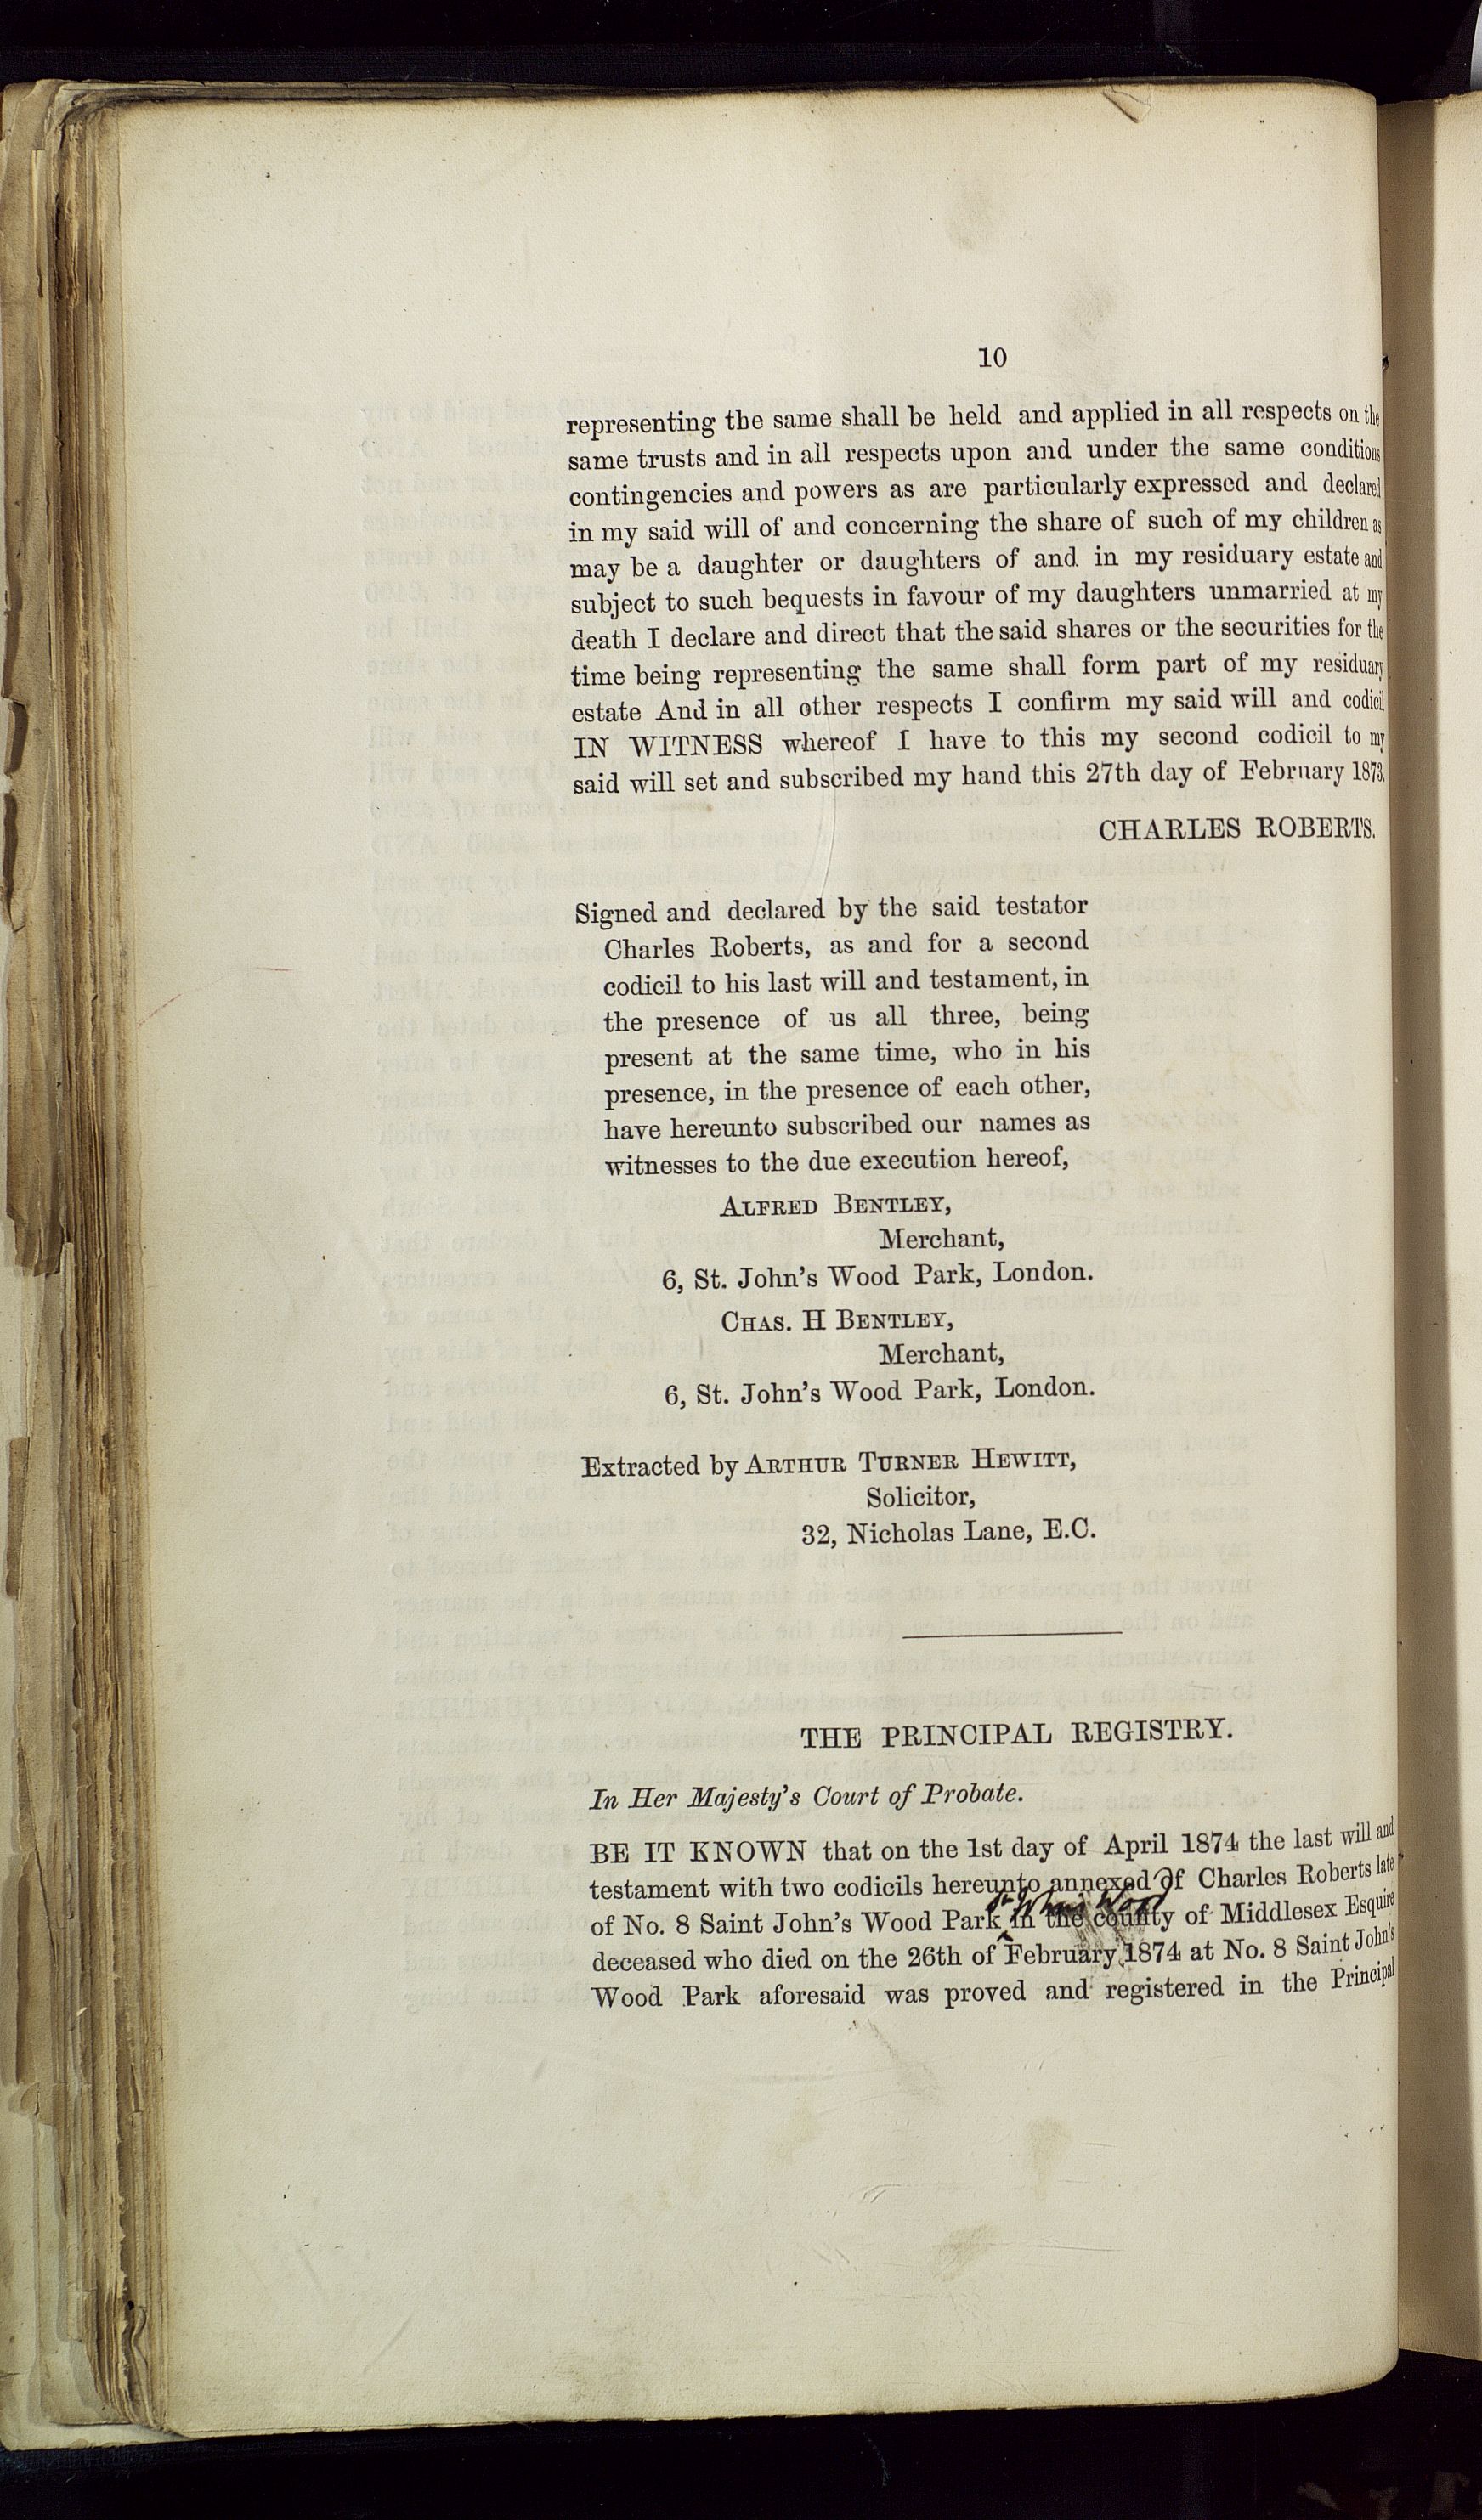 10
representing the same shall be held and applied in all respects on the
same trusts and in all respects upon and under the same conditions
contingencies and powers as are particularly expressed and declared
in my said will of and concerning the share of such of my children as
may be a daughter or daughters of and in my residuary estate and
subject to such bequests in favour of my daughters unmarried at my
death I declare and direct that the said shares or the securities for the
time being representing the same shall form part of my residuary
estate And in all other respects I confirm my said will and codicil
IN WITNESS whereof I have to this my second codicil to my
said will set and subscribed my hand this 27th day of February 1873.
CHARLES ROBERTS.
Signed and declared by the said testator
Charles Roberts, as and for a second
codicil to his last will and testament, in
the presence of us all three, being
present at the same time, who in his
presence, in the presence of each other,
have hereunto subscribed our names as
witnesses to the due execution hereof,
ALFRED BENTLEY,
Merchant,
6, St. John's Wood Park, London.
CHAS. H BENTLEY,
Merchant,
6, St. John's Wood Park, London.
Extracted by ARTHUR TURNER HEWITT,
Solicitor,
32, Nicholas Lane, E.C.
THE PRINCIPAL REGISTRY.
In Her Majesty's Court of Probate.
BE IT KNOWN that on the 1st day of April 1874 the last will and
testament with two codicils hereunto annexed of Charles Roberts late
St John's Wood
of No. 8 Saint John's Wood Park in the county of Middlesex Esquire
deceased who died on the 26th of February 1874 at No. 8 Saint John's
Wood Park aforesaid was proved and registered in the Principal